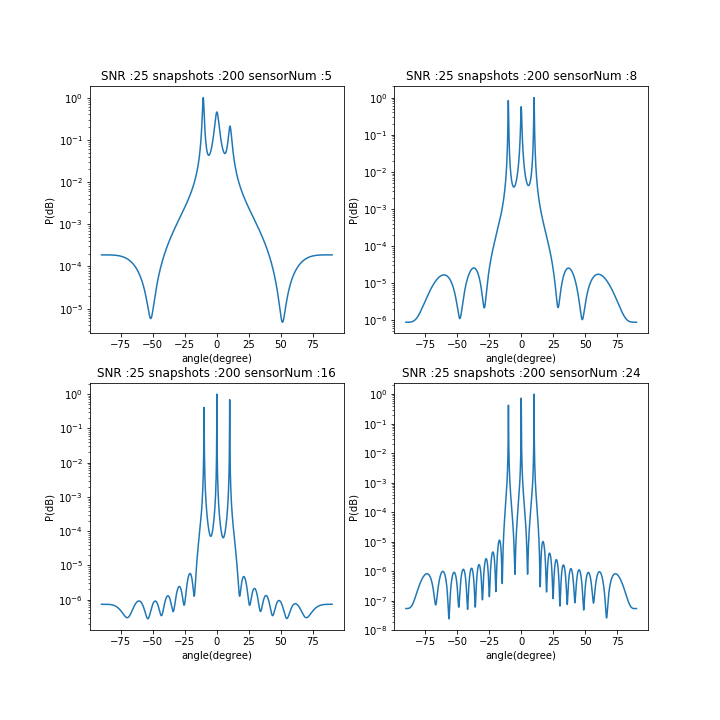 SNR :25 snapshots :200 sensorNum :5
10⁰
10⁻¹
10⁻²
10⁻³
10⁻⁴
10⁻⁵
P(dB)
−75 −50 −25 0 25 50 75
angle(degree)
SNR :25 snapshots :200 sensorNum :8
10⁰
10⁻¹
10⁻²
10⁻³
10⁻⁴
10⁻⁵
10⁻⁶
P(dB)
−75 −50 −25 0 25 50 75
angle(degree)
SNR :25 snapshots :200 sensorNum :16
10⁰
10⁻¹
10⁻²
10⁻³
10⁻⁴
10⁻⁵
10⁻⁶
P(dB)
−75 −50 −25 0 25 50 75
angle(degree)
SNR :25 snapshots :200 sensorNum :24
10⁰
10⁻¹
10⁻²
10⁻³
10⁻⁴
10⁻⁵
10⁻⁶
10⁻⁷
10⁻⁸
P(dB)
−75 −50 −25 0 25 50 75
angle(degree)